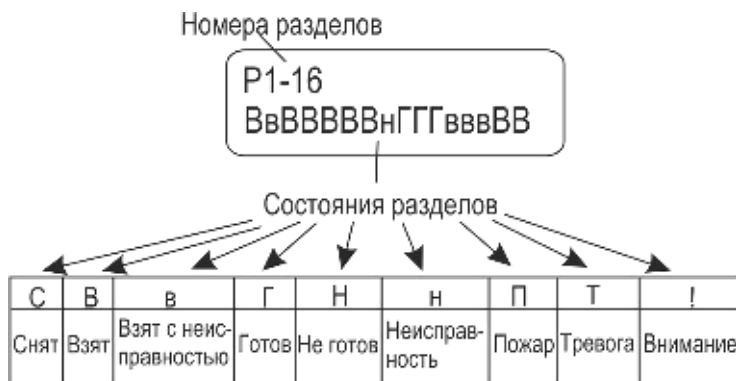 Номера разделов
Р1-16
ВвВВВВВнГГГвввВВ
Состояния разделов
С В в Г Н н П Т !
Снят Взят Взят с неис-правностью Готов Не готов Неисправ-ность Пожар Тревога Внимание